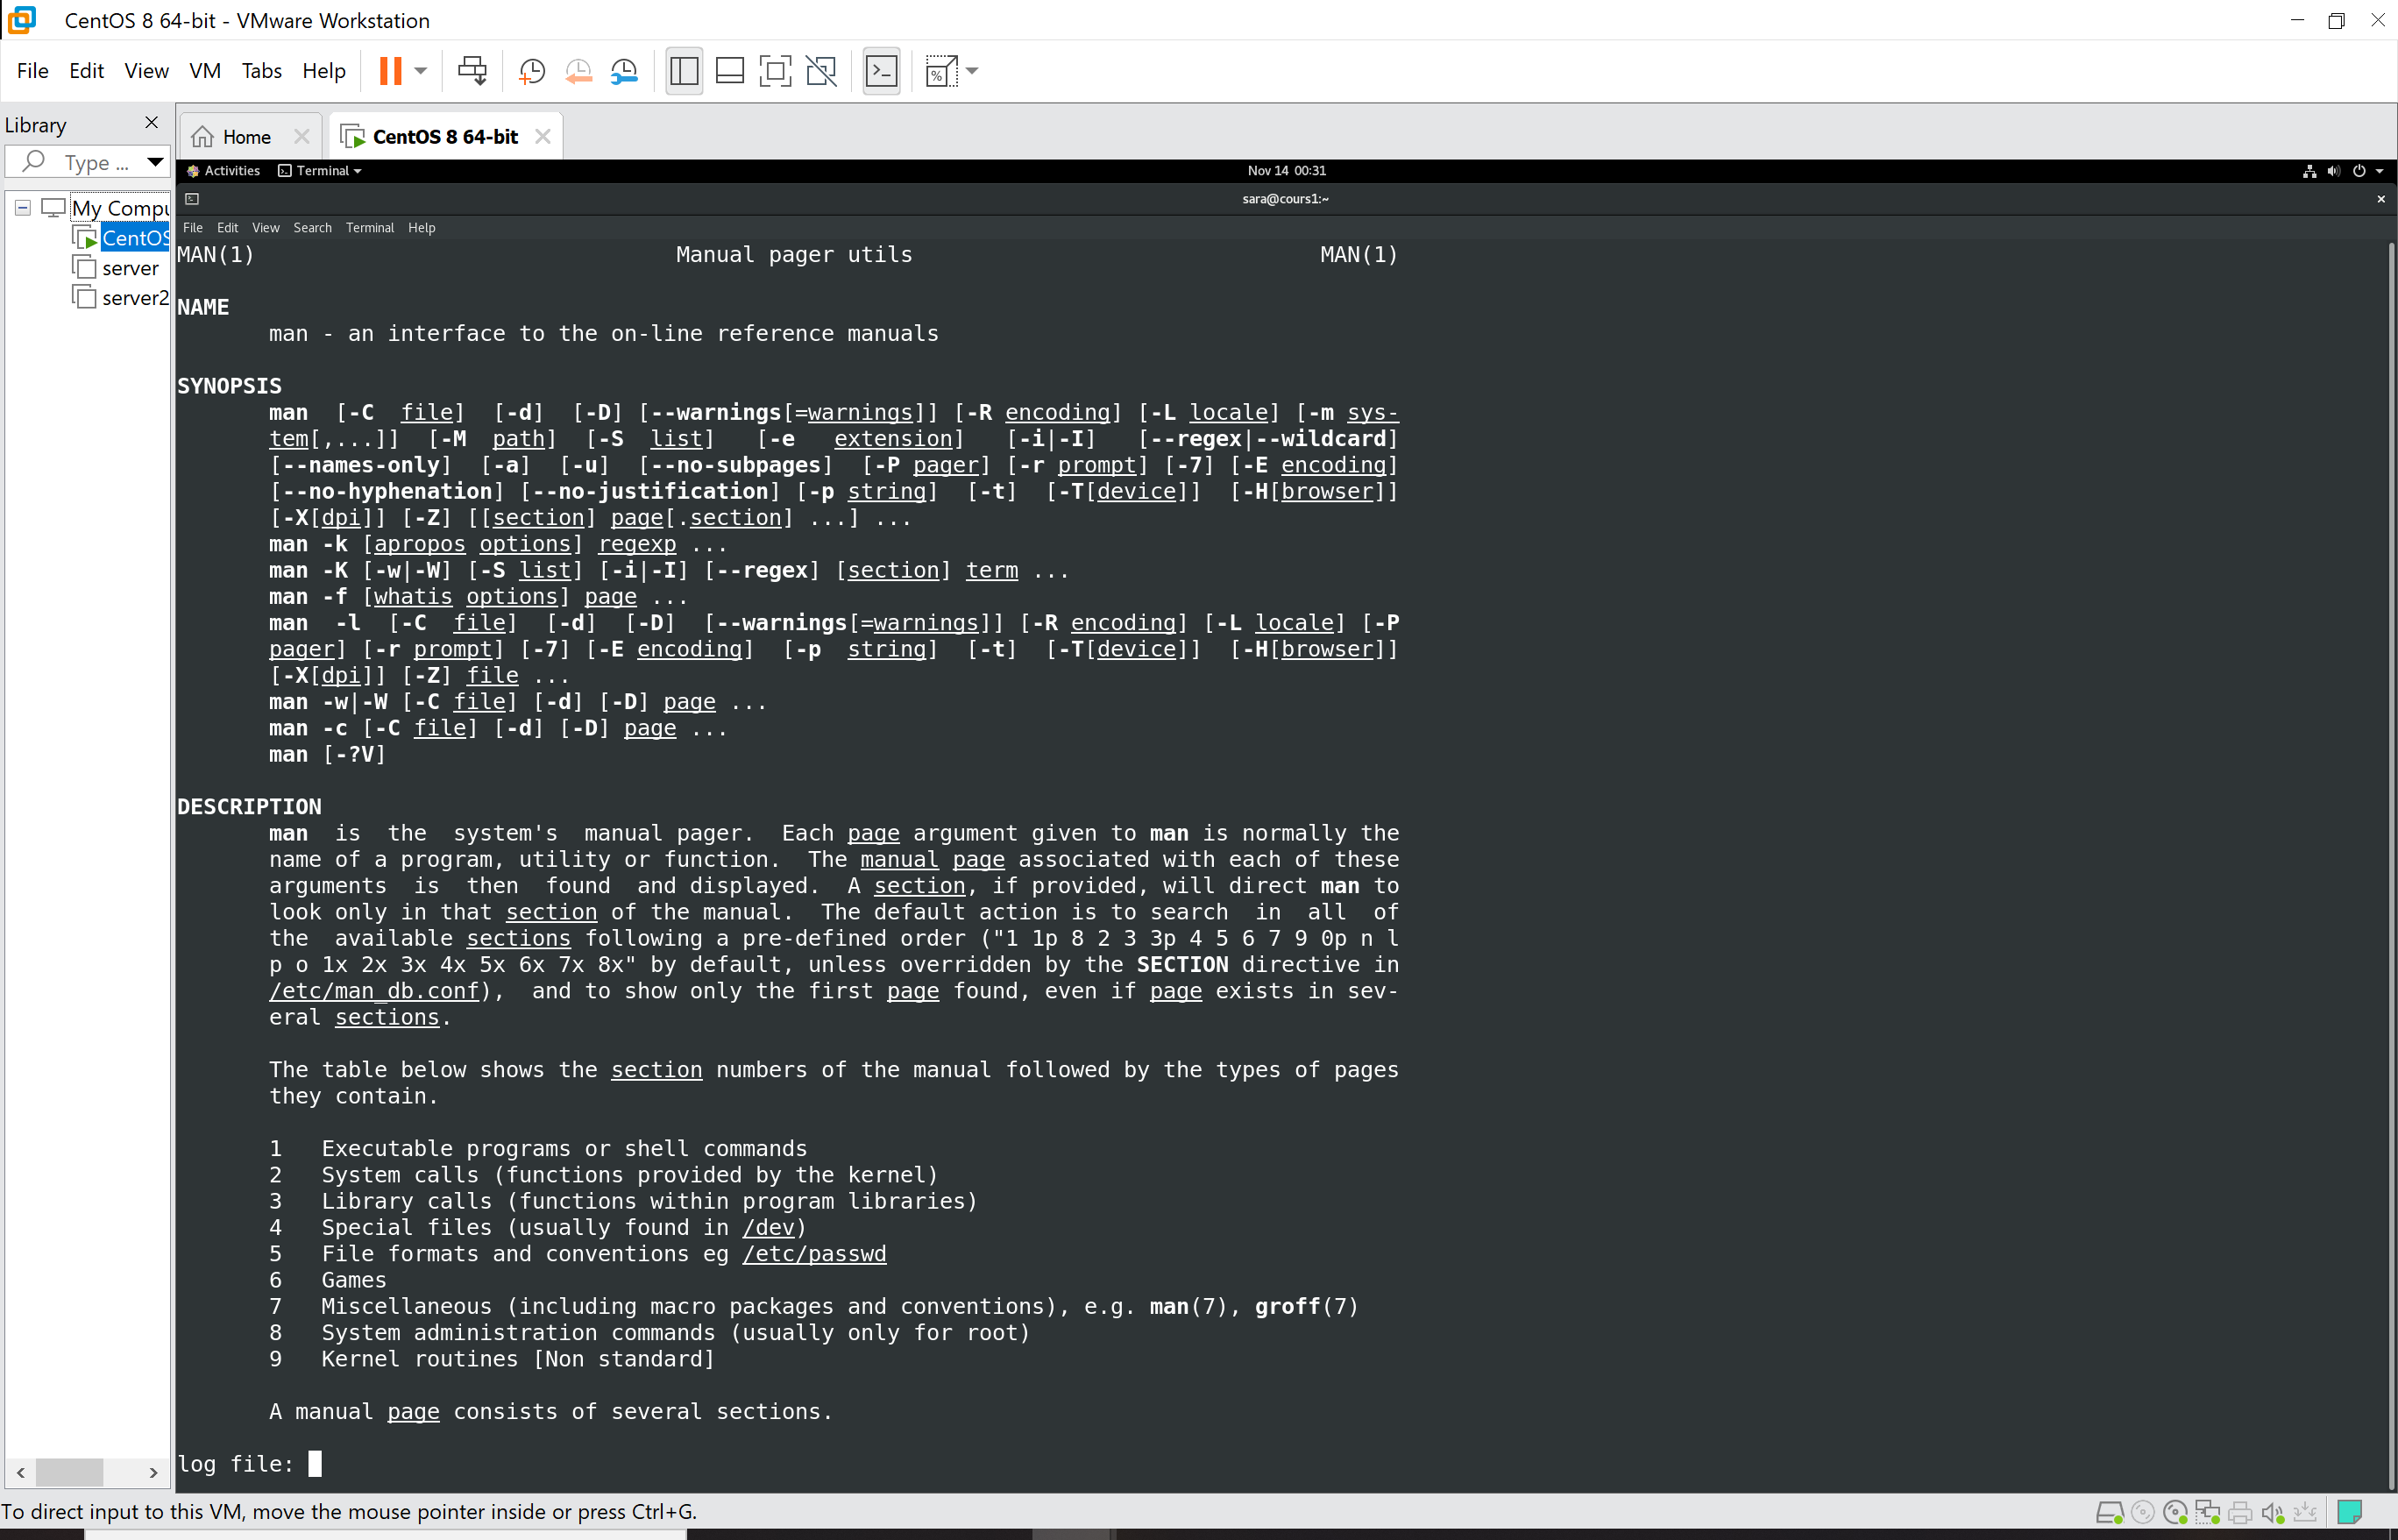 CentOS 8 64-bit - VMware Workstation
File Edit View VM Tabs Help
Library
Type ...
My Compu
CentOS
server
server2
Home
CentOS 8 64-bit
Activities Terminal Nov 14 00:31
sara@cours1:~
File Edit View Search Terminal Help
MAN(1) Manual pager utils MAN(1)
NAME
man - an interface to the on-line reference manuals
SYNOPSIS
man [-C file] [-d] [-D] [--warnings[=warnings]] [-R encoding] [-L locale] [-m sys-
tem[,...]] [-M path] [-S list] [-e extension] [-i|-I] [--regex|--wildcard]
[--names-only] [-a] [-u] [--no-subpages] [-P pager] [-r prompt] [-7] [-E encoding]
[--no-hyphenation] [--no-justification] [-p string] [-t] [-T[device]] [-H[browser]]
[-X[dpi]] [-Z] [[section] page[.section] ...] ...
man -k [apropos options] regexp ...
man -K [-w|-W] [-S list] [-i|-I] [--regex] [section] term ...
man -f [whatis options] page ...
man -l [-C file] [-d] [-D] [--warnings[=warnings]] [-R encoding] [-L locale] [-P
pager] [-r prompt] [-7] [-E encoding] [-p string] [-t] [-T[device]] [-H[browser]]
[-X[dpi]] [-Z] file ...
man -w|-W [-C file] [-d] [-D] page ...
man -c [-C file] [-d] [-D] page ...
man [-?V]
DESCRIPTION
man is the system's manual pager. Each page argument given to man is normally the
name of a program, utility or function. The manual page associated with each of these
arguments is then found and displayed. A section, if provided, will direct man to
look only in that section of the manual. The default action is to search in all of
the available sections following a pre-defined order ("1 1p 8 2 3 3p 4 5 6 7 9 0p n l
p o 1x 2x 3x 4x 5x 6x 7x 8x" by default, unless overridden by the SECTION directive in
/etc/man_db.conf), and to show only the first page found, even if page exists in sev-
eral sections.
The table below shows the section numbers of the manual followed by the types of pages
they contain.
1 Executable programs or shell commands
2 System calls (functions provided by the kernel)
3 Library calls (functions within program libraries)
4 Special files (usually found in /dev)
5 File formats and conventions eg /etc/passwd
6 Games
7 Miscellaneous (including macro packages and conventions), e.g. man(7), groff(7)
8 System administration commands (usually only for root)
9 Kernel routines [Non standard]
A manual page consists of several sections.
log file:
To direct input to this VM, move the mouse pointer inside or press Ctrl+G.